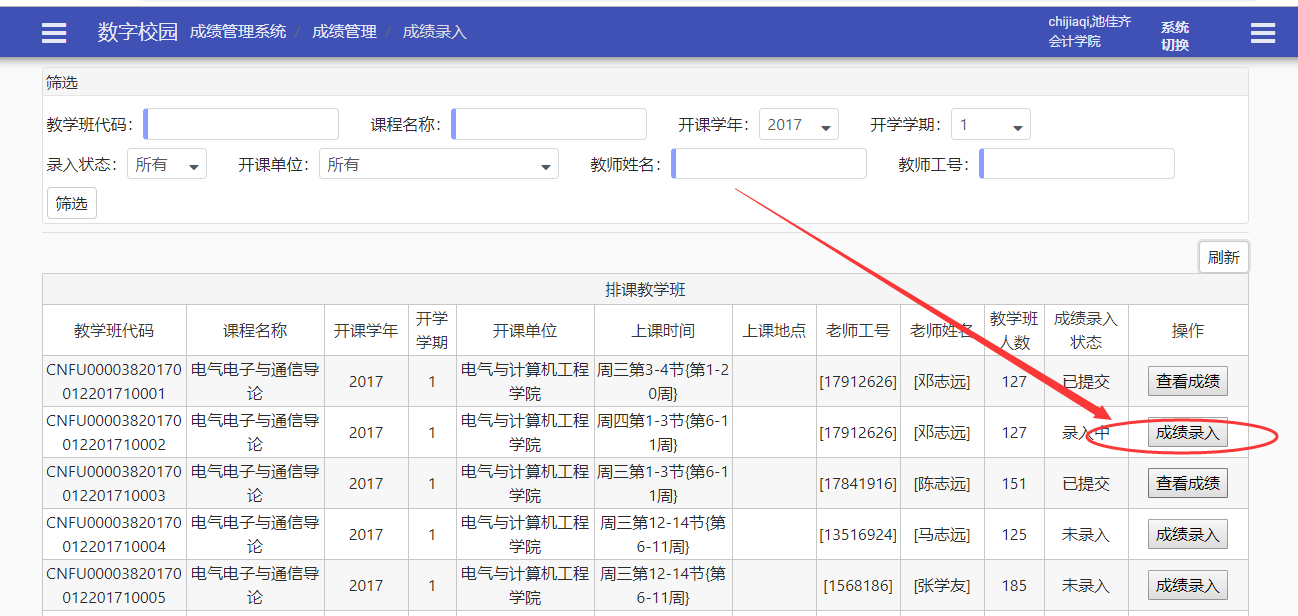 数字校园 成绩管理系统 / 成绩管理 / 成绩录入
chijiaqi,池佳齐
会计学院
系统
切换
筛选
教学班代码： 课程名称： 开课学年： 2017 开学学期： 1
录入状态： 所有 开课单位： 所有 教师姓名： 教师工号：
筛选
刷新
排课教学班
教学班代码 课程名称 开课学年 开学 开课单位 上课时间 上课地点 老师工号 老师姓名 教学班 成绩录入 操作
学期 人数 状态
CNFU00003820170 电气电子与通信导 2017 1 电气与计算机工程 周三第3-4节{第1-2 [17912626] [邓志远] 127 已提交 查看成绩
012201710001 论 学院 0周}
CNFU00003820170 电气电子与通信导 2017 1 电气与计算机工程 周四第1-3节{第6-1 [17912626] [邓志远] 127 录入中 成绩录入
012201710002 论 学院 1周}
CNFU00003820170 电气电子与通信导 2017 1 电气与计算机工程 周三第1-3节{第6-1 [17841916] [陈志远] 151 已提交 查看成绩
012201710003 论 学院 1周}
CNFU00003820170 电气电子与通信导 2017 1 电气与计算机工程 周三第12-14节{第 [13516924] [马志远] 125 未录入 成绩录入
012201710004 论 学院 6-11周}
CNFU00003820170 电气电子与通信导 2017 1 电气与计算机工程 周三第12-14节{第 [1568186] [张学友] 185 未录入 成绩录入
012201710005 论 学院 6-11周}